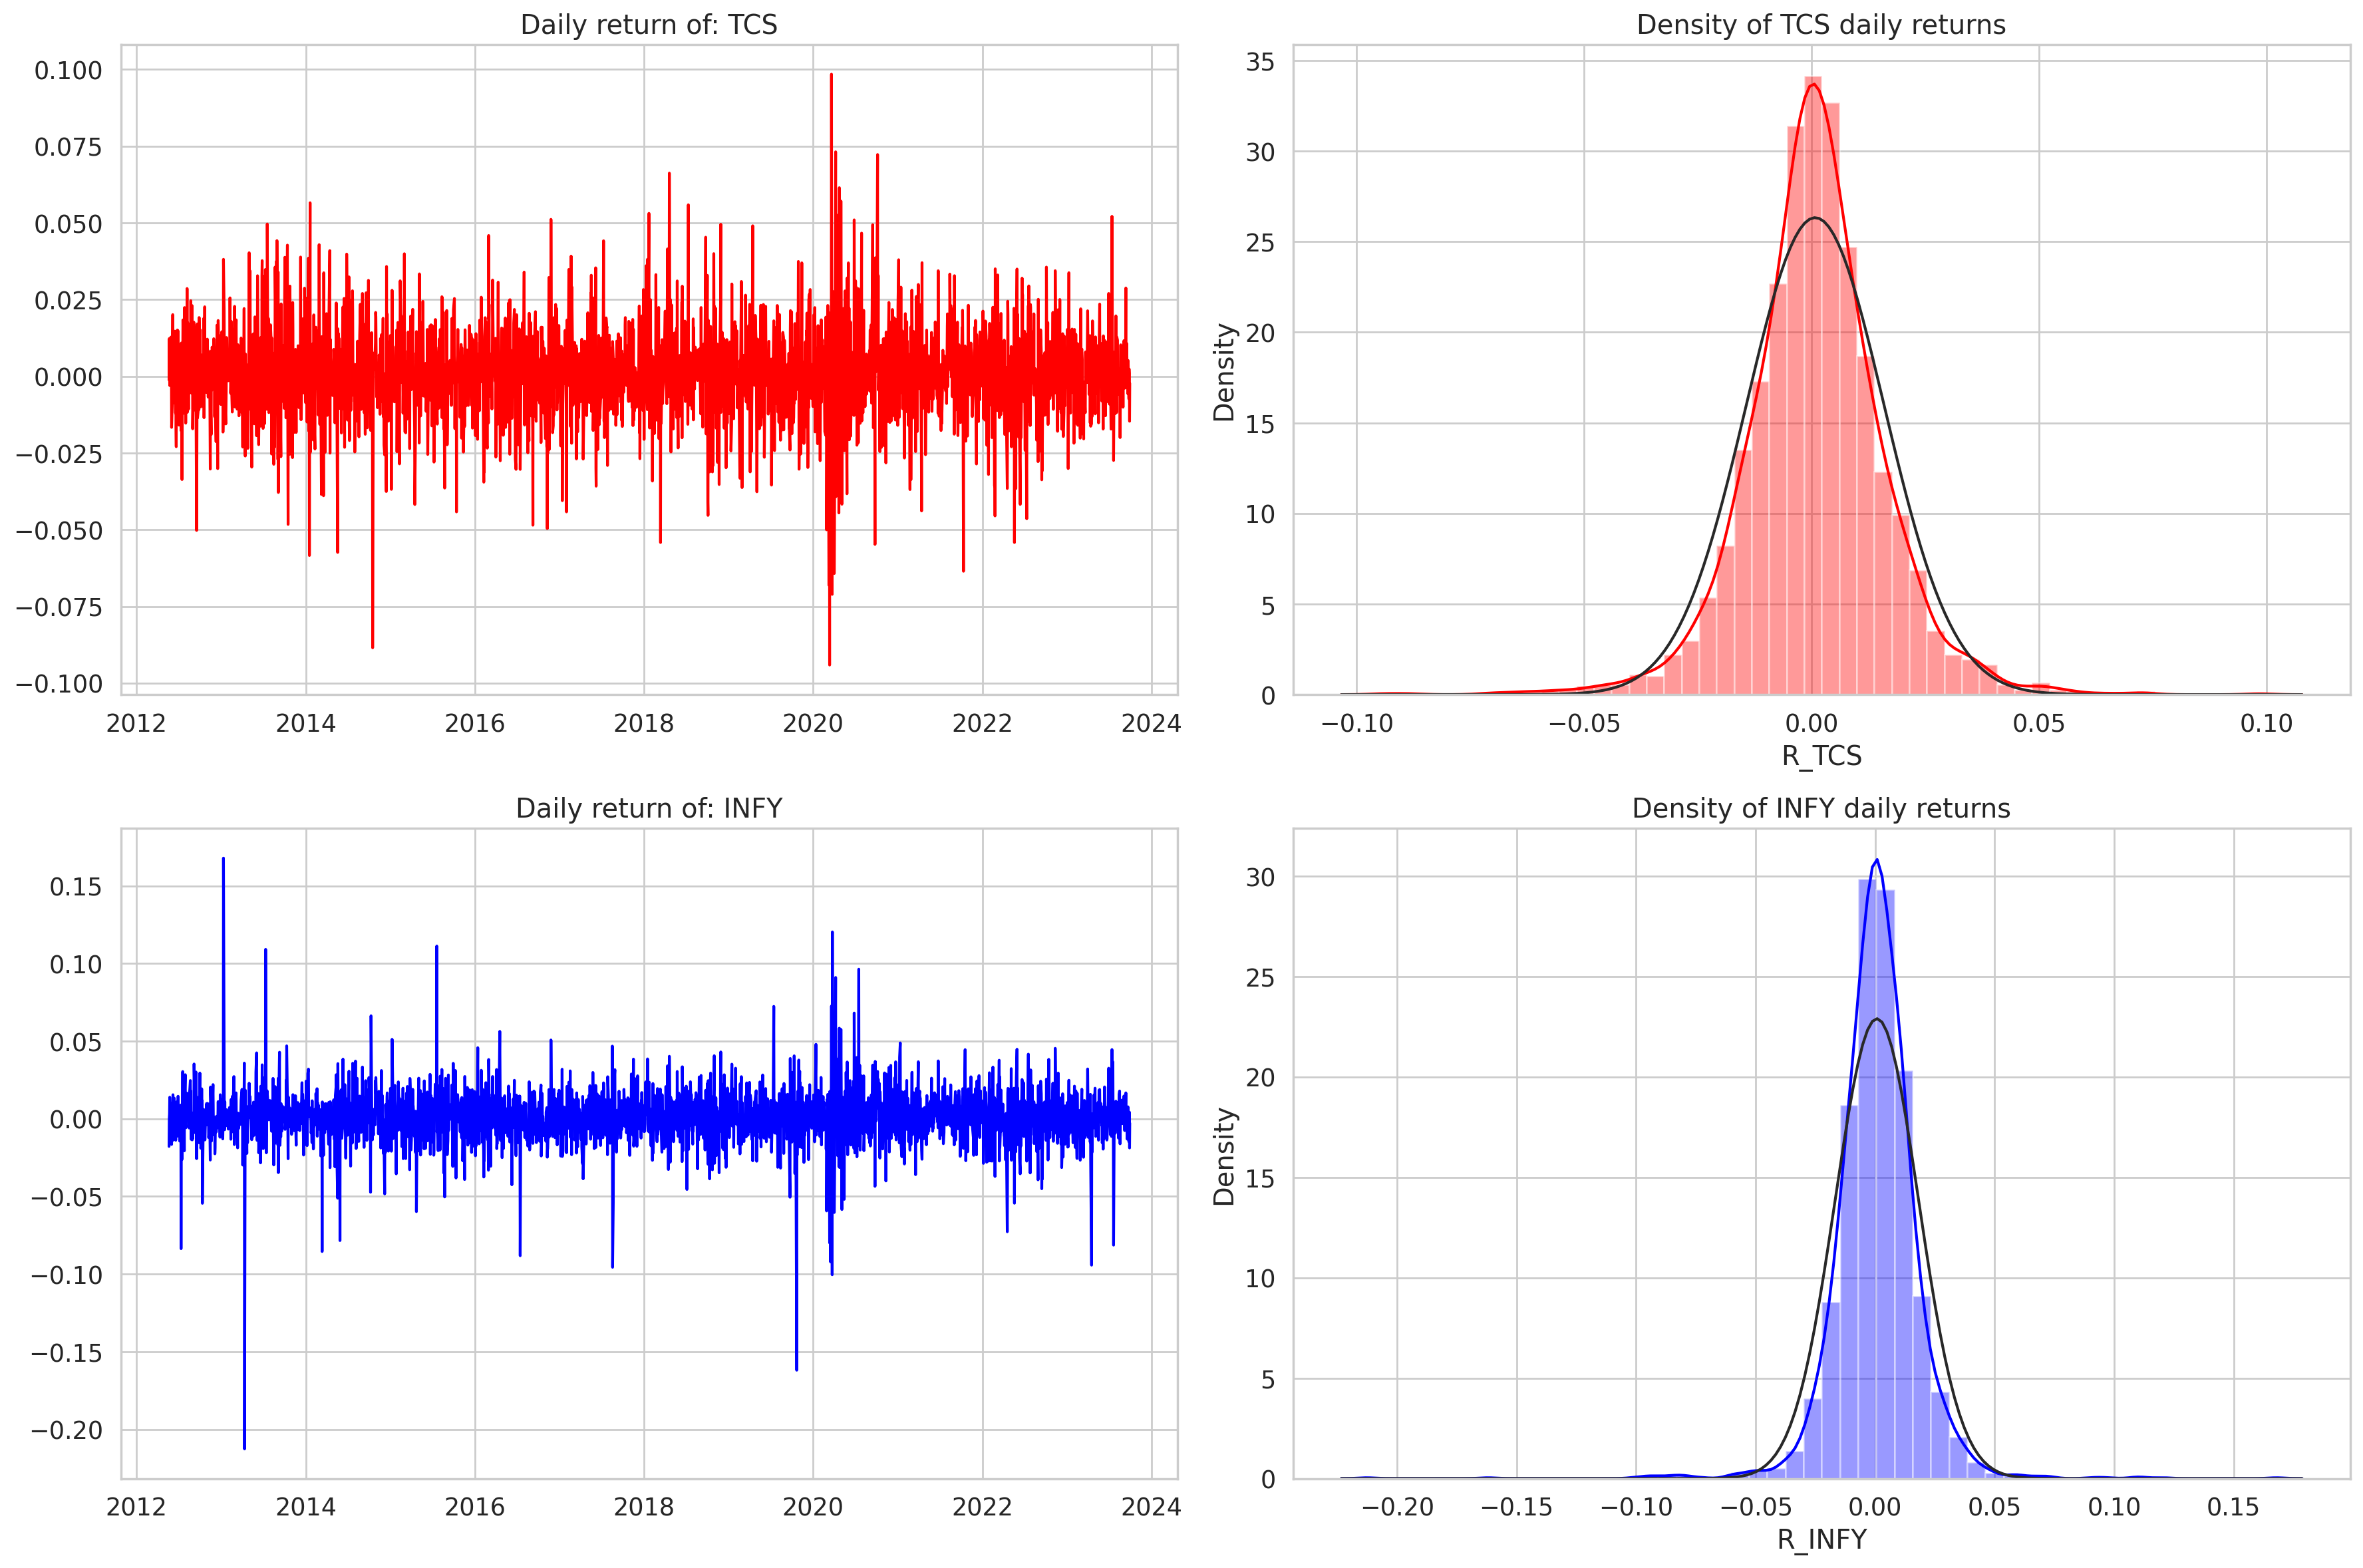 Daily return of: TCS
0.100
0.075
0.050
0.025
0.000
−0.025
−0.050
−0.075
−0.100
2012 2014 2016 2018 2020 2022 2024
Density of TCS daily returns
Density
35
30
25
20
15
10
5
0
−0.10 −0.05 0.00 0.05 0.10
R_TCS
Daily return of: INFY
0.15
0.10
0.05
0.00
−0.05
−0.10
−0.15
−0.20
2012 2014 2016 2018 2020 2022 2024
Density of INFY daily returns
Density
30
25
20
15
10
5
0
−0.20 −0.15 −0.10 −0.05 0.00 0.05 0.10 0.15
R_INFY